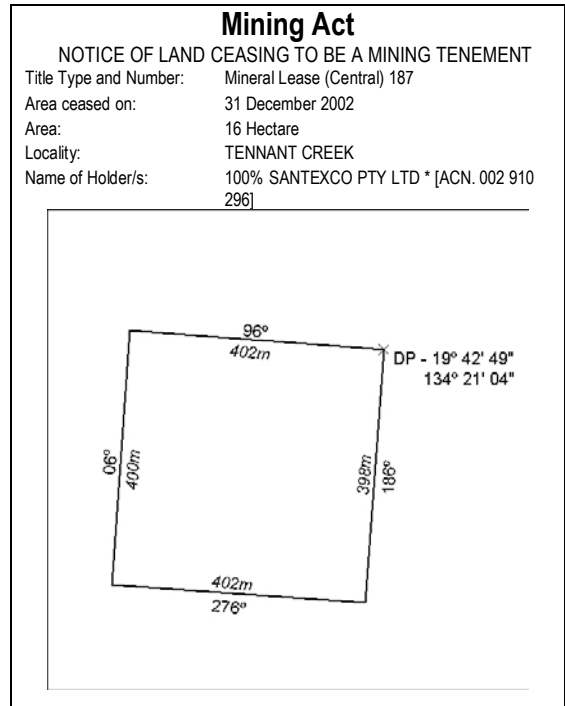 Mining Act
NOTICE OF LAND CEASING TO BE A MINING TENEMENT
Title Type and Number: Mineral Lease (Central) 187
Area ceased on: 31 December 2002
Area: 16 Hectare
Locality: TENNANT CREEK
Name of Holder/s: 100% SANTEXCO PTY LTD * [ACN. 002 910
296]
96º
402m
DP - 19º 42' 49"
134º 21' 04"
06º
400m
398m
186º
402m
276º